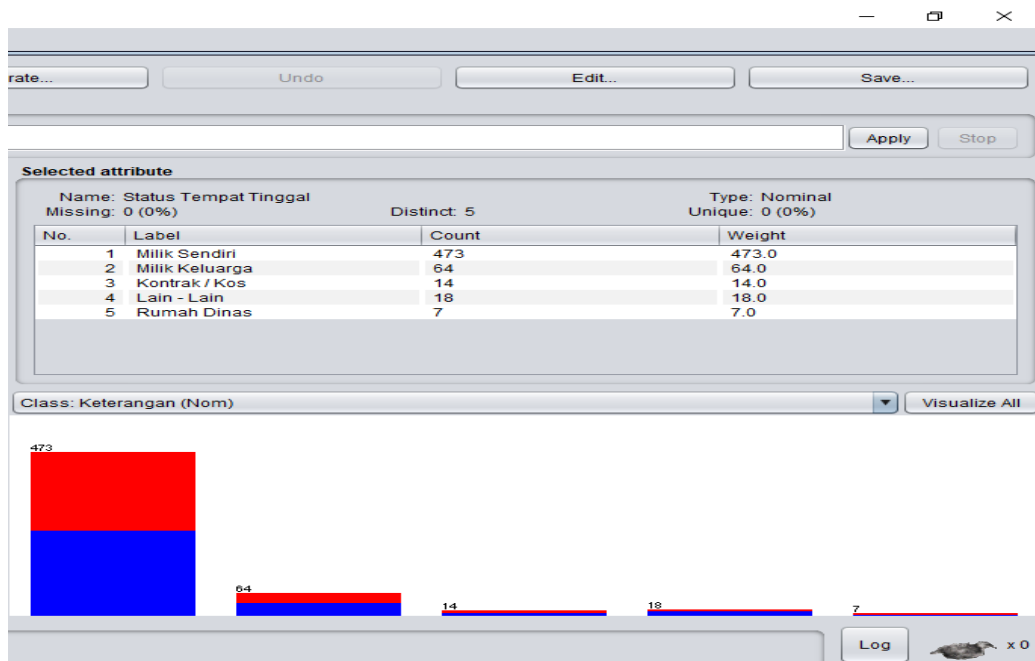 rate... Undo Edit... Save...
Apply Stop
Selected attribute
Name: Status Tempat Tinggal Type: Nominal
Missing: 0 (0%) Distinct: 5 Unique: 0 (0%)
No. Label Count Weight
1 Milik Sendiri 473 473.0
2 Milik Keluarga 64 64.0
3 Kontrak / Kos 14 14.0
4 Lain - Lain 18 18.0
5 Rumah Dinas 7 7.0
Class: Keterangan (Nom) Visualize All
473
64
14
18
7
Log x 0